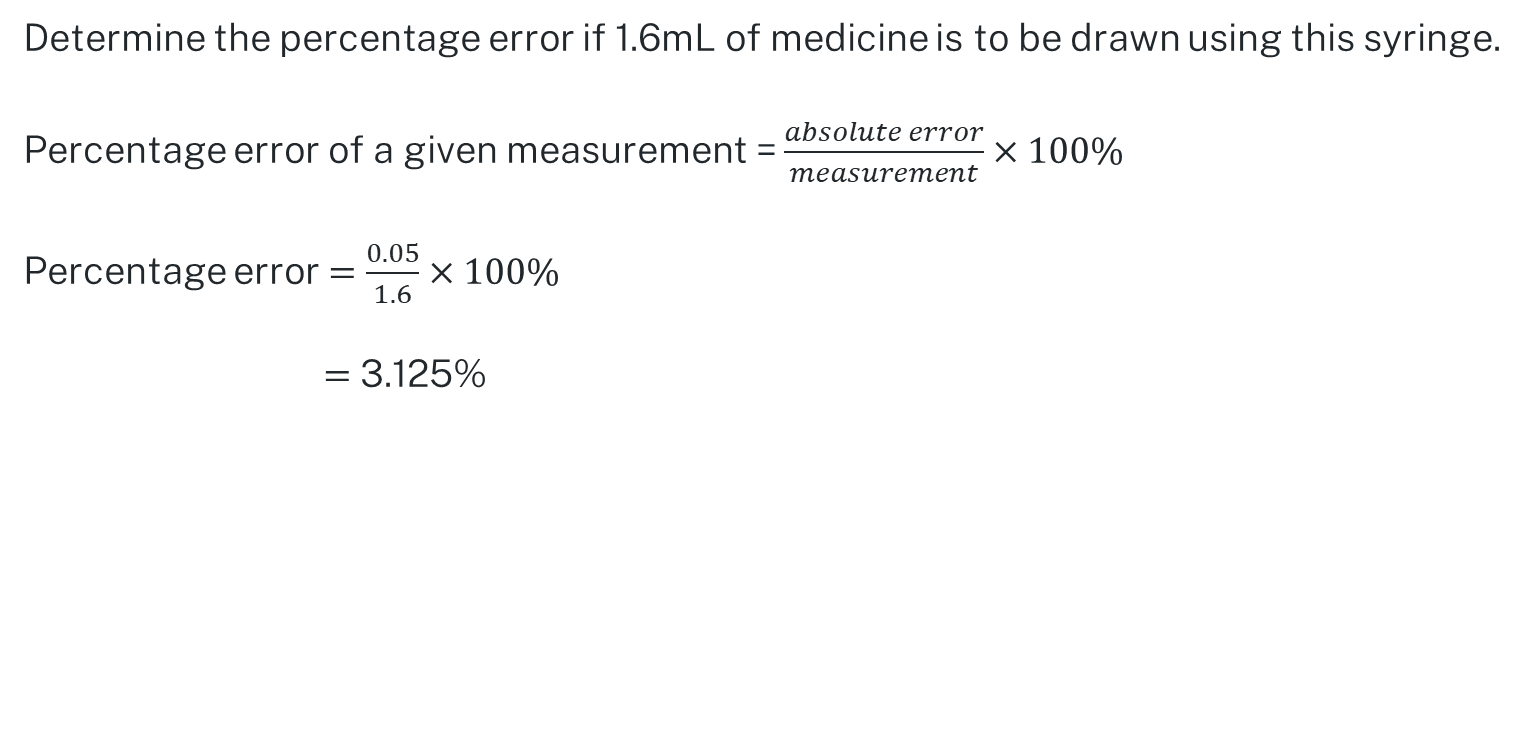 Determine the percentage error if 1.6mL of medicine is to be drawn using this syringe.
Percentage error of a given measurement = absolute error / measurement × 100%
Percentage error = 0.05 / 1.6 × 100%
= 3.125%